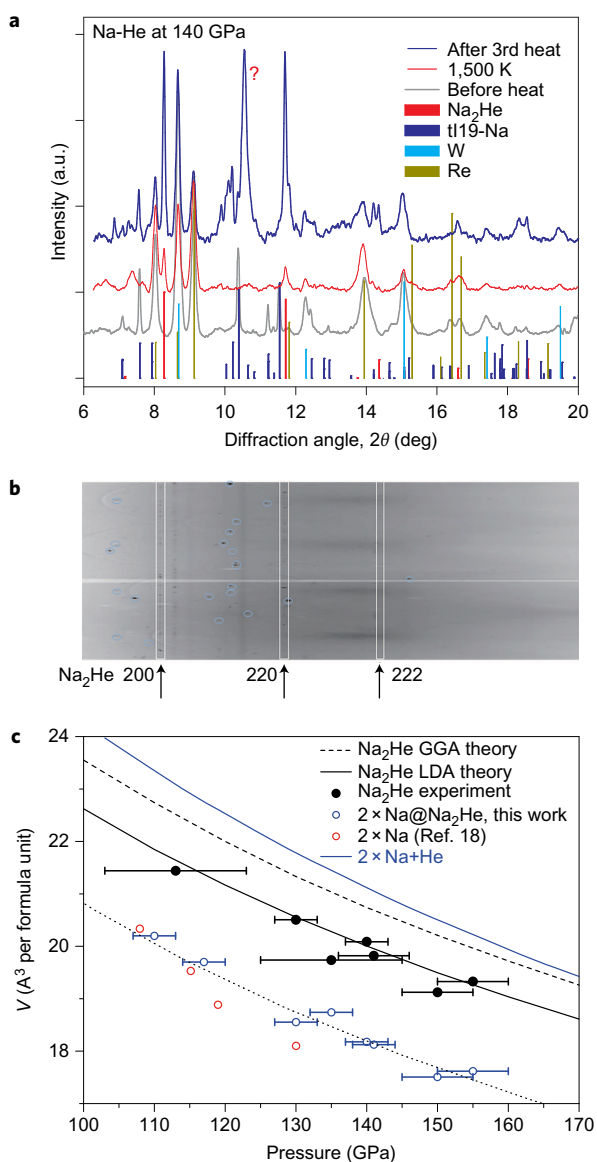 a
Na-He at 140 GPa
After 3rd heat
1,500 K
Before heat
Na₂He
tI19-Na
W
Re
?
Intensity (a.u.)
6 8 10 12 14 16 18 20
Diffraction angle, 2θ (deg)
b
Na₂He 200 220 222
c
24
22
20
18
V (A³ per formula unit)
Na₂He GGA theory
Na₂He LDA theory
Na₂He experiment
2 × Na@Na₂He, this work
2 × Na (Ref. 18)
2 × Na+He
100 110 120 130 140 150 160 170
Pressure (GPa)